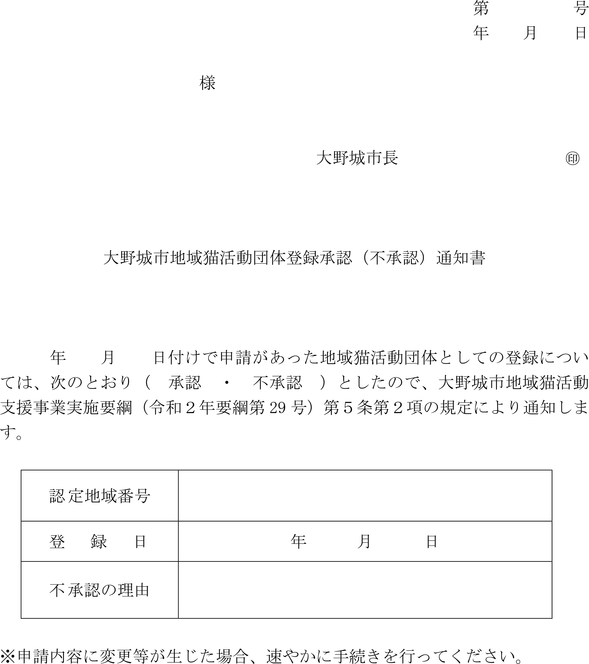 第　　　　　号
年　　月　　日
様
大野城市長　　　　　　　　　　㊞
大野城市地域猫活動団体登録承認（不承認）通知書
年　　月　　日付けで申請があった地域猫活動団体としての登録につい
ては、次のとおり（　承認　・　不承認　）としたので、大野城市地域猫活動
支援事業実施要綱（令和２年要綱第 29 号）第５条第２項の規定により通知しま
す。
認定地域番号
登　録　日　　　　　　　　年　　　月　　　日
不承認の理由
※申請内容に変更等が生じた場合、速やかに手続きを行ってください。